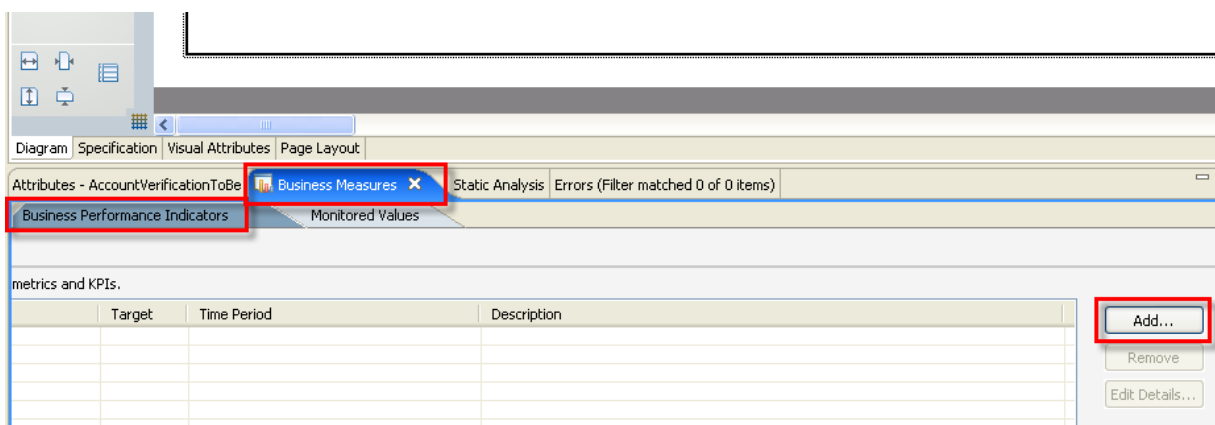 Diagram Specification Visual Attributes Page Layout
Attributes - AccountVerificationToBe Business Measures Static Analysis Errors (Filter matched 0 of 0 items)
Business Performance Indicators Monitored Values
metrics and KPIs.
Target Time Period Description
Add...
Remove
Edit Details...